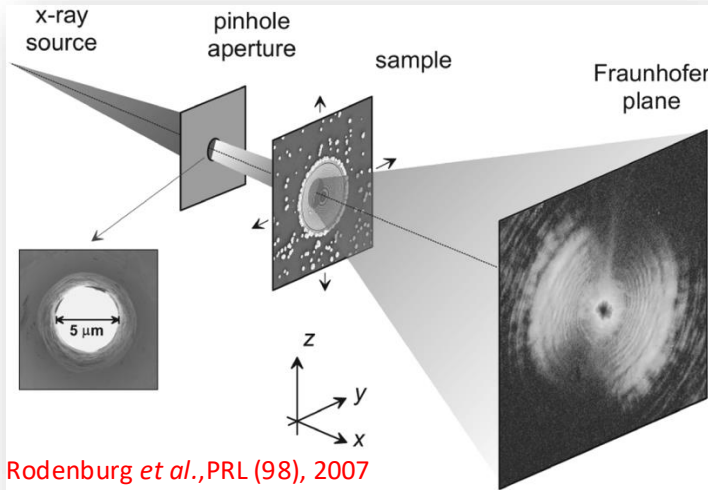 x-ray
source
pinhole
aperture
sample
Fraunhofer
plane
5 μm
z
y
x
Rodenburg et al.,PRL (98), 2007